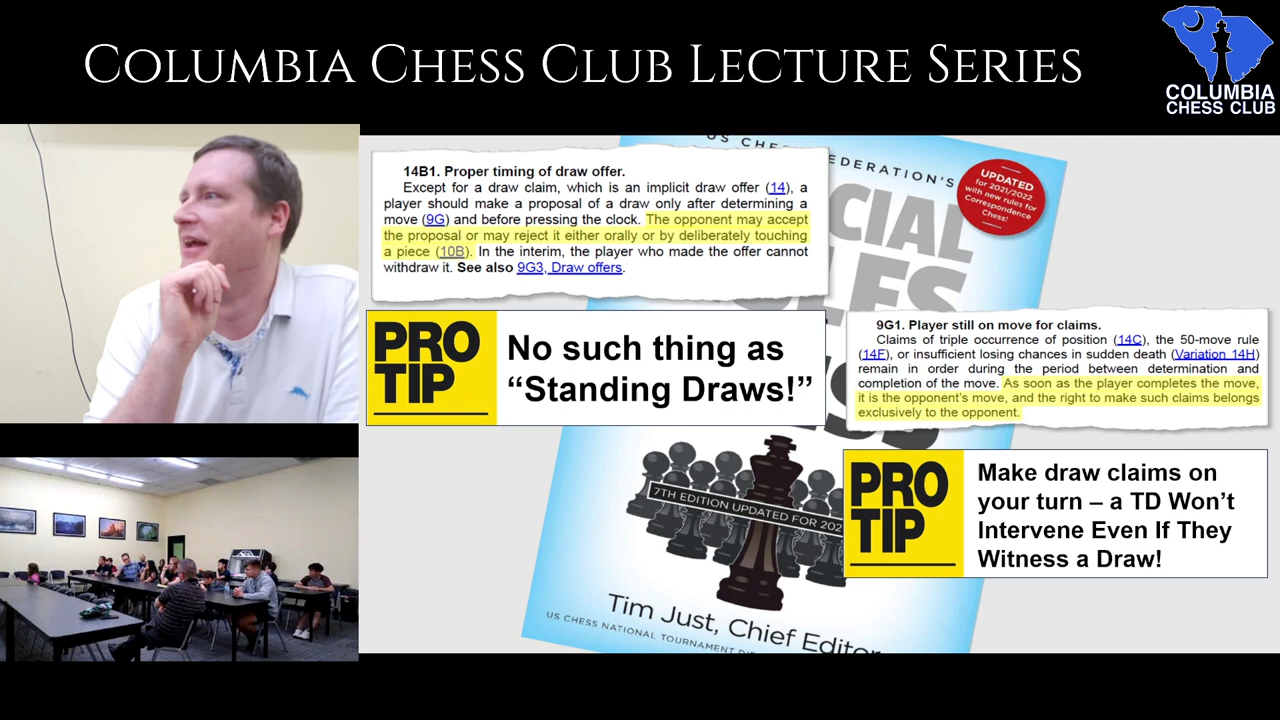 COLUMBIA CHESS CLUB LECTURE SERIES
COLUMBIA
CHESS CLUB
14B1. Proper timing of draw offer.
Except for a draw claim, which is an implicit draw offer (14), a
player should make a proposal of a draw only after determining a
move (9G) and before pressing the clock. The opponent may accept
the proposal or may reject it either orally or by deliberately touching
a piece (10B). In the interim, the player who made the offer cannot
withdraw it. See also 9G3, Draw offers.
US CHE
EDERATION'S
UPDATED
for 2021/2022
with new rules for
Correspondence
Chess!
CIAL
PRO
TIP
No such thing as
“Standing Draws!”
9G1. Player still on move for claims.
Claims of triple occurrence of position (14C), the 50-move rule
(14F), or insufficient losing chances in sudden death (Variation 14H)
remain in order during the period between determination and
completion of the move. As soon as the player completes the move,
it is the opponent's move, and the right to make such claims belongs
exclusively to the opponent.
PRO
TIP
Make draw claims on
your turn – a TD Won't
Intervene Even If They
Witness a Draw!
7TH EDITION UPDATED FOR 202
Tim Just, Chief Editor
US CHESS NATIONAL TOURNAMENT